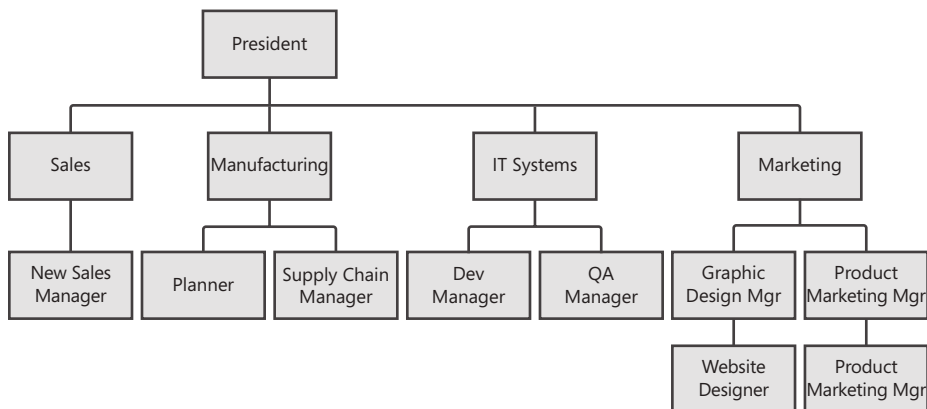 President
Sales
Manufacturing
IT Systems
Marketing
New Sales
Manager
Planner
Supply Chain
Manager
Dev
Manager
QA
Manager
Graphic
Design Mgr
Product
Marketing Mgr
Website
Designer
Product
Marketing Mgr